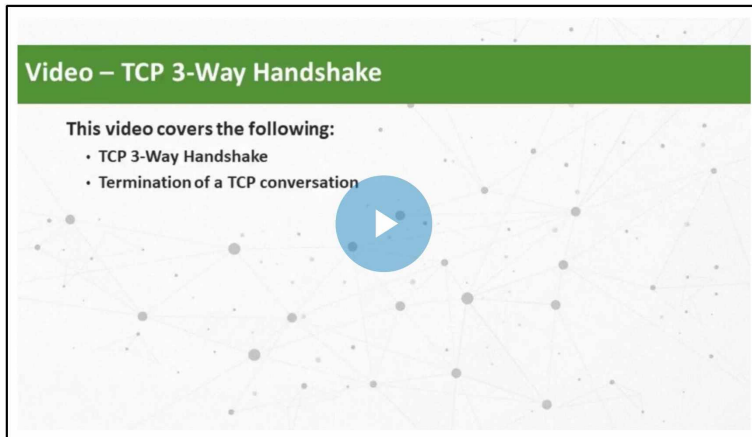 Video – TCP 3-Way Handshake
This video covers the following:
• TCP 3-Way Handshake
• Termination of a TCP conversation